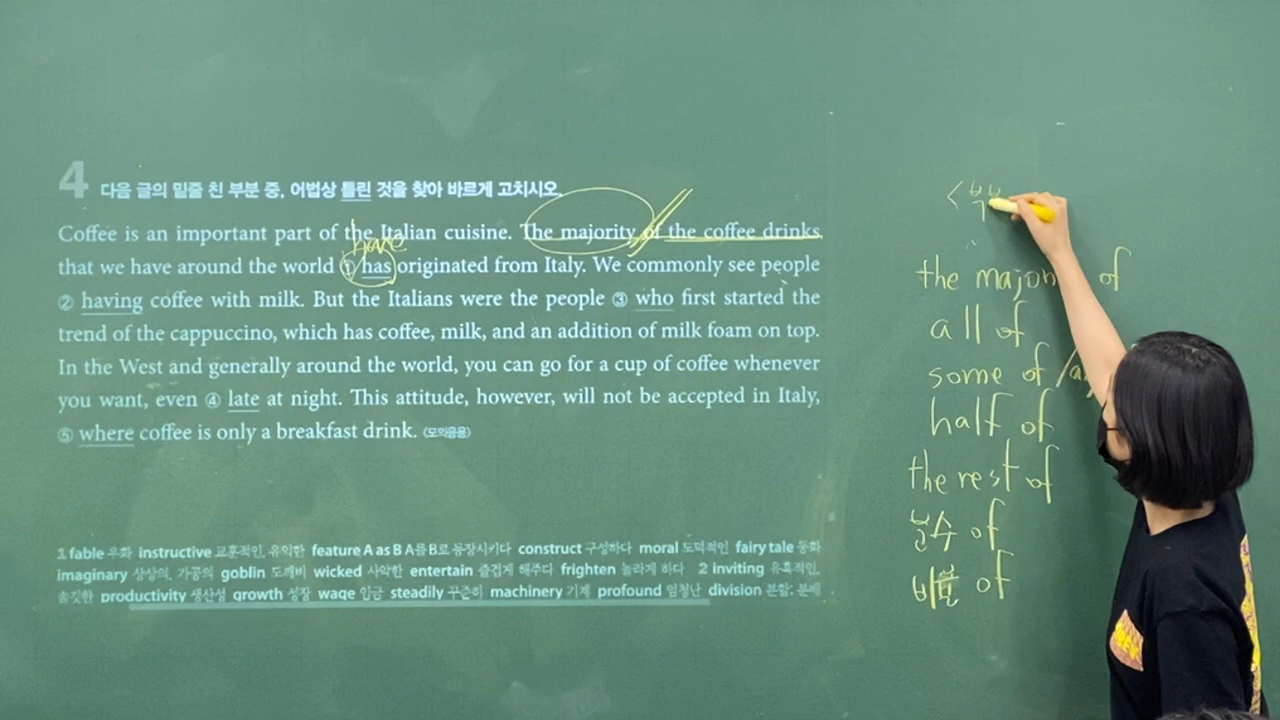 4 다음 글의 밑줄 친 부분 중, 어법상 틀린 것을 찾아 바르게 고치시오.
Coffee is an important part of the Italian cuisine. The majority of the coffee drinks
have
that we have around the world ① has originated from Italy. We commonly see people
② having coffee with milk. But the Italians were the people ③ who first started the
trend of the cappuccino, which has coffee, milk, and an addition of milk foam on top.
In the West and generally around the world, you can go for a cup of coffee whenever
you want, even ④ late at night. This attitude, however, will not be accepted in Italy,
⑤ where coffee is only a breakfast drink. (모의응용)
1 fable 우화 instructive 교훈적인, 유익한 feature A as B A를 B로 등장시키다 construct 구성하다 moral 도덕적인 fairy tale 동화
imaginary 상상의, 가공의 goblin 도깨비 wicked 사악한 entertain 즐겁게 해주다 frighten 놀라게 하다 2 inviting 유혹적인,
솔깃한 productivity 생산성 growth 성장 wage 임금 steadily 꾸준히 machinery 기계 profound 엄청난 division 분할; 분배
the of
all of
some of
half of
the rest of
분수 of
of